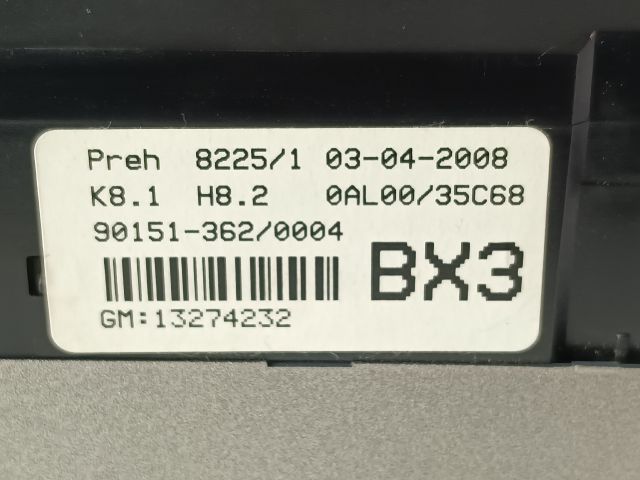 Preh 8225/1 03-04-2008
K8.1 H8.2 0AL00/35C68
90151-362/0004
BX3
GM:13274232